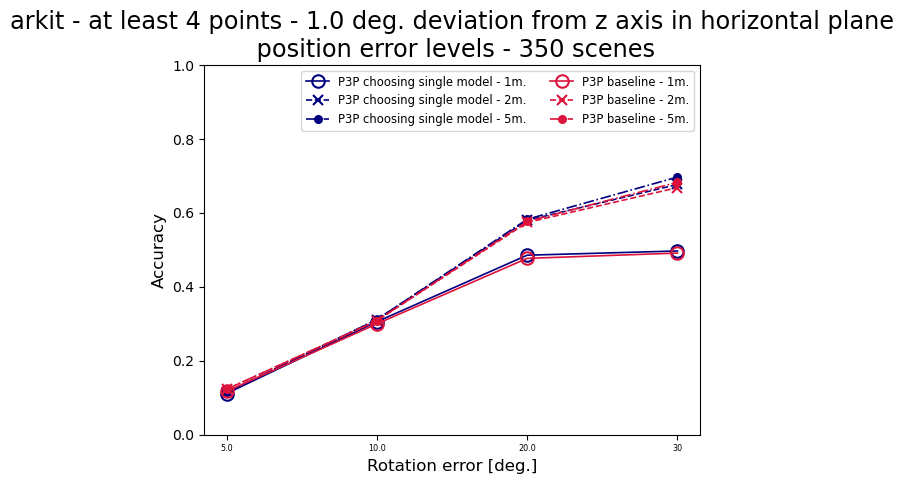 arkit - at least 4 points - 1.0 deg. deviation from z axis in horizontal plane
position error levels - 350 scenes
P3P choosing single model - 1m.
P3P choosing single model - 2m.
P3P choosing single model - 5m.
P3P baseline - 1m.
P3P baseline - 2m.
P3P baseline - 5m.
1.0
0.8
0.6
0.4
0.2
0.0
Accuracy
5.0 10.0 20.0 30
Rotation error [deg.]